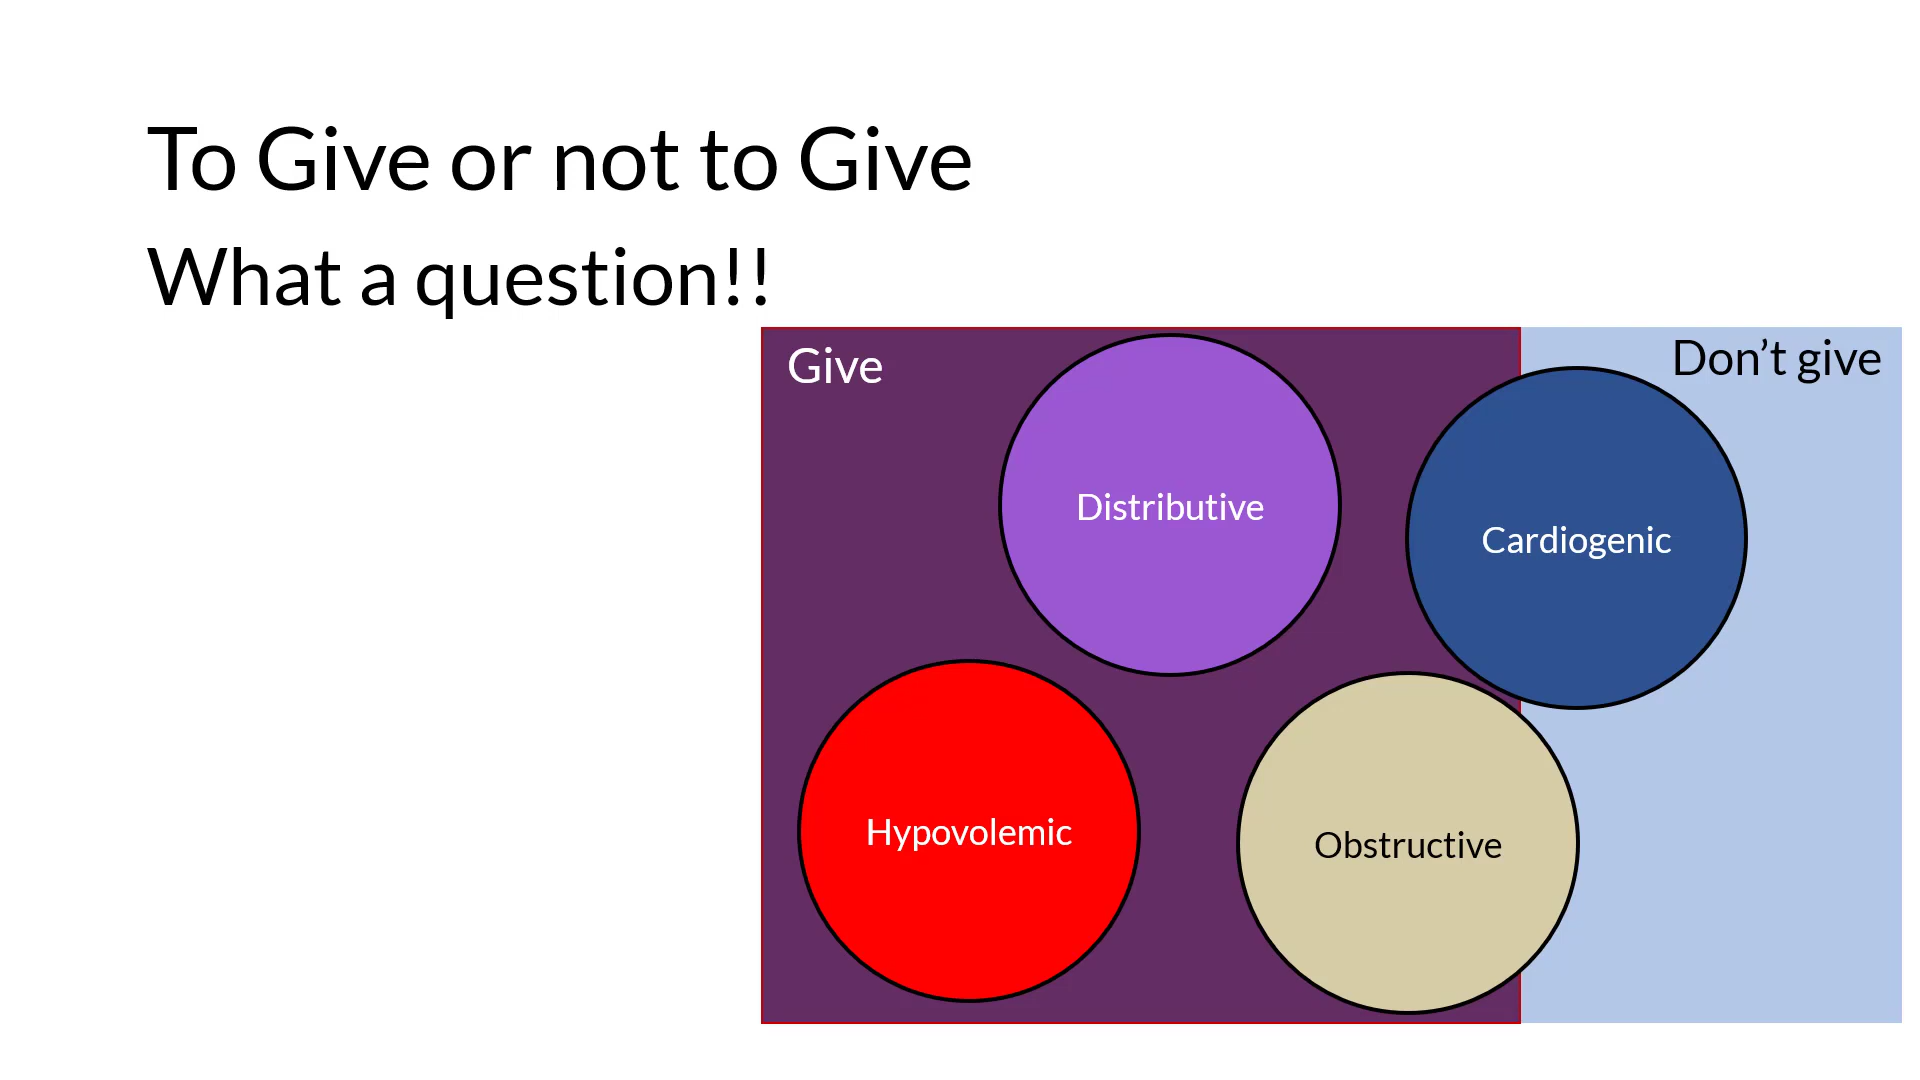 To Give or not to Give
What a question!!
Give
Don’t give
Distributive
Cardiogenic
Hypovolemic
Obstructive